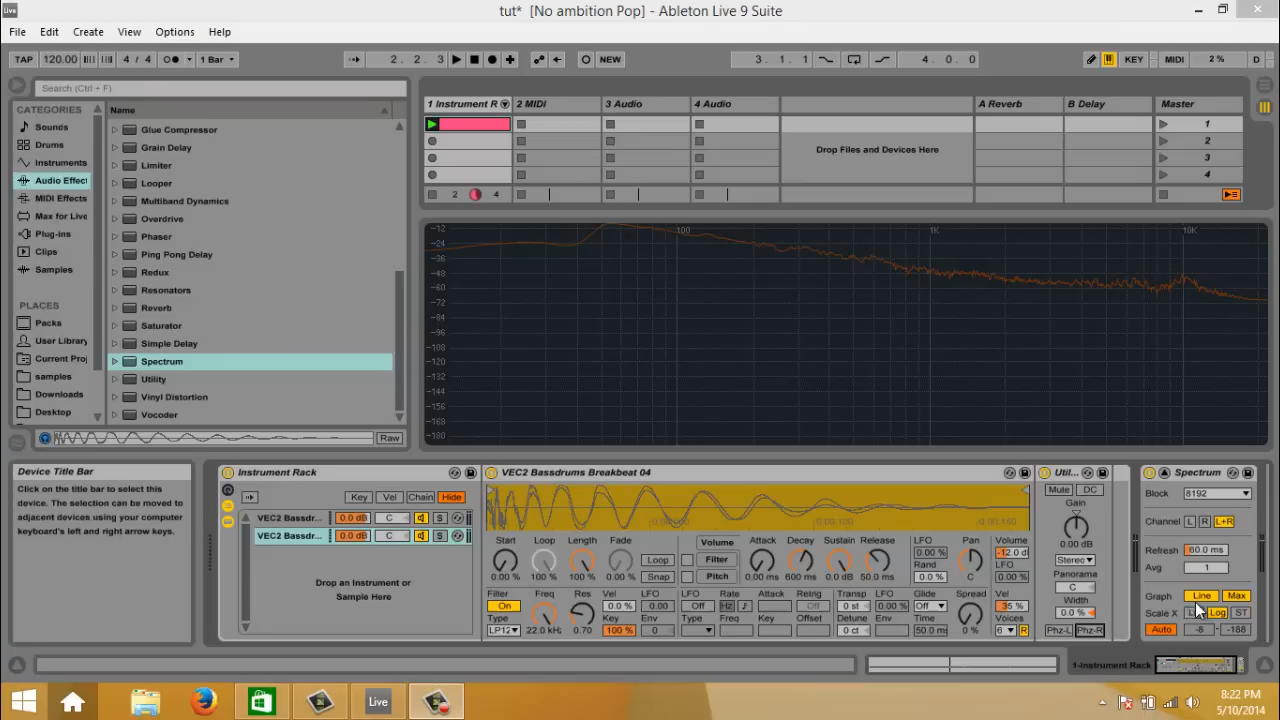 Live
tut* [No ambition Pop] - Ableton Live 9 Suite
File Edit Create View Options Help
TAP 120.00 4 / 4 1 Bar 2. 2. 3 NEW 3. 1. 1 4. 0. 0 KEY MIDI 2 % D
Search (Ctrl + F)
CATEGORIES
Sounds
Drums
Instruments
Audio Effect
MIDI Effects
Max for Live
Plug-ins
Clips
Samples
PLACES
Packs
User Library
Current Proj
samples
Downloads
Desktop
Name
Glue Compressor
Grain Delay
Limiter
Looper
Multiband Dynamics
Overdrive
Phaser
Ping Pong Delay
Redux
Resonators
Reverb
Saturator
Simple Delay
Spectrum
Utility
Vinyl Distortion
Vocoder
Raw
1 Instrument R 2 MIDI 3 Audio 4 Audio A Reverb B Delay Master
1
2
3
4
Drop Files and Devices Here
2 4
100 1K 10K
-12
-24
-36
-48
-60
-72
-84
-96
-108
-120
-132
-144
-156
-168
-180
Device Title Bar
Click on the title bar to select this
device. The selection can be moved to
adjacent devices using your computer
keyboard's left and right arrow keys.
Instrument Rack
Key Vel Chain Hide
VEC2 Bassdr... 0.0 dB C S
VEC2 Bassdr... 0.0 dB C S
Drop an Instrument or
Sample Here
VEC2 Bassdrums Breakbeat 04
0:00.050 0:00.100 0:00.150
Start Loop Length Fade
0.00 % 100 % 100 % 0.00 %
Loop
Snap
Volume
Filter
Pitch
Attack Decay Sustain Release
0.00 ms 600 ms 0.0 dB 50.0 ms
LFO
0.00 %
Rand
0.0 %
Pan
C
Volume
-12.0 dB
LFO
0.00 %
Filter Freq Res Vel LFO LFO Rate Attack Retrig Transp LFO Glide Spread Vel
On 0.0 % 0.00 Off Hz Off 0 st 0.00 % Off 35 %
Type Key Env Type Freq Key Offset Detune Env Time Voices
LP12 22.0 kHz 0.70 100 % 0 0 ct 0 50.0 ms 0 % 6 R
Util...
Mute DC
Gain
0.00 dB
Stereo
Panorama
C
Width
0.0 %
Phz-L Phz-R
Spectrum
Block 8192
Channel L R L+R
Refresh 60.0 ms
Avg 1
Graph Line Max
Scale X Log ST
Auto -8 - -188
1-Instrument Rack
Live
8:22 PM
5/10/2014